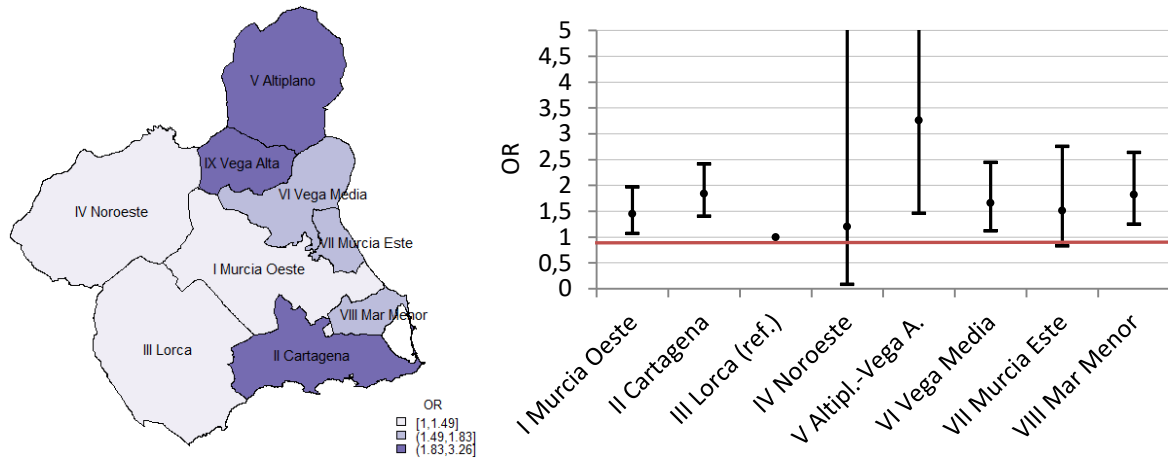 V Altiplano
IX Vega Alta
VI Vega Media
IV Noroeste
VII Murcia Este
I Murcia Oeste
VIII Mar Menor
III Lorca
II Cartagena
OR
[1,1.49]
(1.49,1.83]
(1.83,3.26]
OR
5
4,5
4
3,5
3
2,5
2
1,5
1
0,5
0
I Murcia Oeste
II Cartagena
III Lorca (ref.)
IV Noroeste
V Altipl.-Vega A.
VI Vega Media
VII Murcia Este
VIII Mar Menor